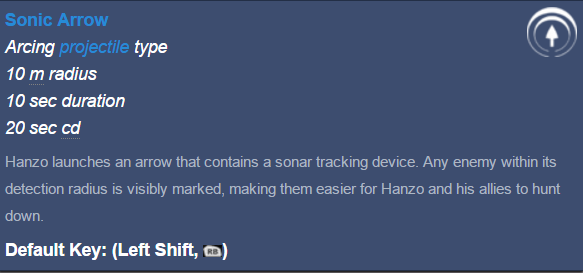 Sonic Arrow
Arcing projectile type
10 m radius
10 sec duration
20 sec cd
Hanzo launches an arrow that contains a sonar tracking device. Any enemy within its
detection radius is visibly marked, making them easier for Hanzo and his allies to hunt
down.
Default Key: (Left Shift, RB)